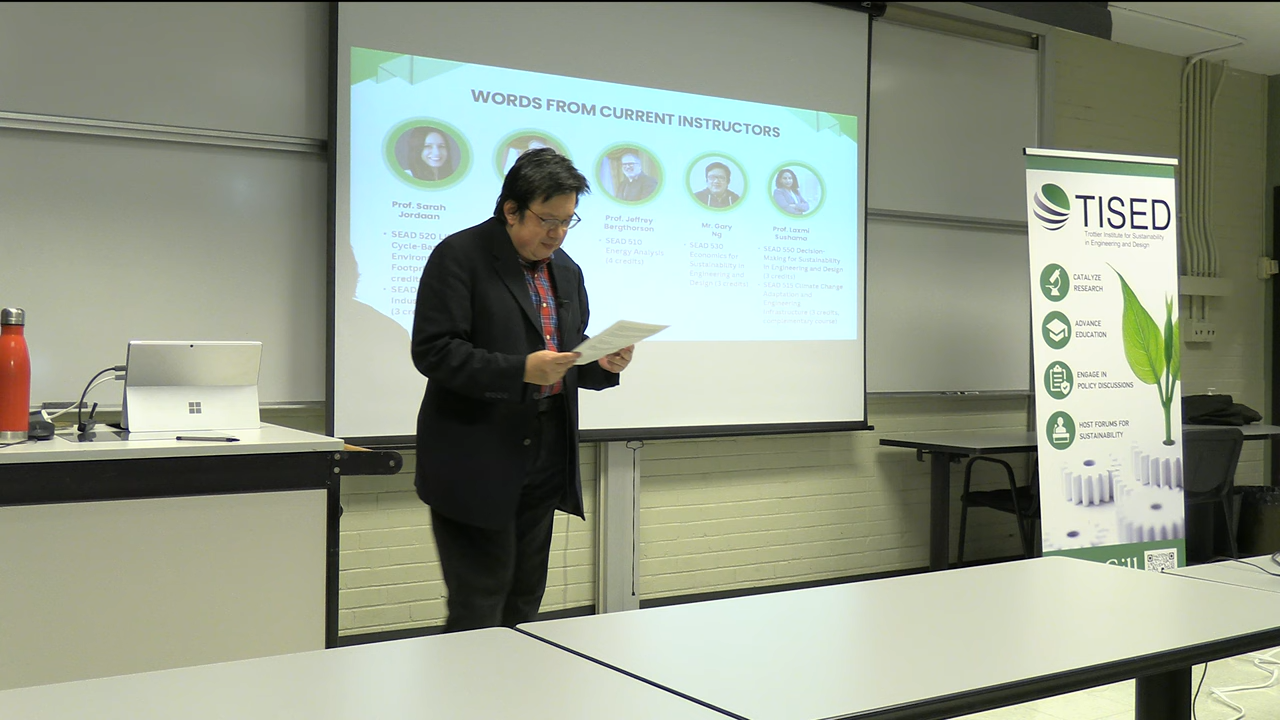 WORDS FROM CURRENT INSTRUCTORS
Prof. Sarah
Jordaan
SEAD 520
Cycle-Ba
Environ
Footpr
credit
SEAD
Indu
(3 cre
Prof. Jeffrey
Bergthorson
SEAD 510
Energy Analysis
(4 credits)
Mr. Gary
Ng
SEAD 530
Economics for
Sustainability in
Engineering and
Design (3 credits)
Prof. Laxmi
Sushama
SEAD 550 Decision-
Making for Sustainability
in Engineering and Design
(3 credits)
SEAD 515 Climate Change
Adaptation and
Engineering
Infrastructure (3 credits,
complementary course)
TISED
Trottier Institute for Sustainability
in Engineering and Design
CATALYZE
RESEARCH
ADVANCE
EDUCATION
ENGAGE IN
POLICY DISCUSSIONS
HOST FORUMS FOR
SUSTAINABILITY